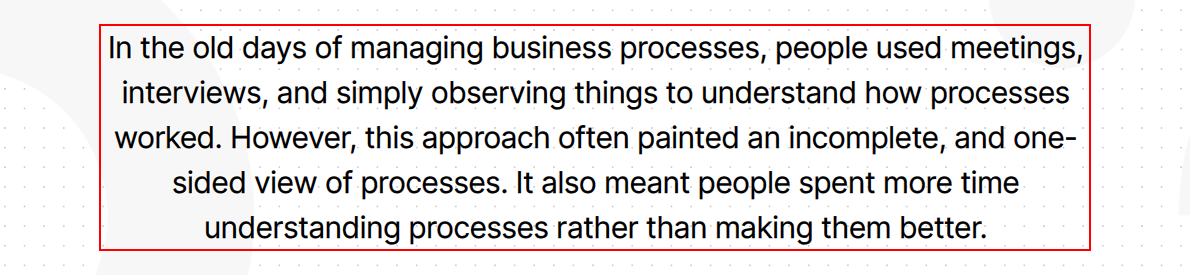 In the old days of managing business processes, people used meetings,
interviews, and simply observing things to understand how processes
worked. However, this approach often painted an incomplete, and one-
sided view of processes. It also meant people spent more time
understanding processes rather than making them better.